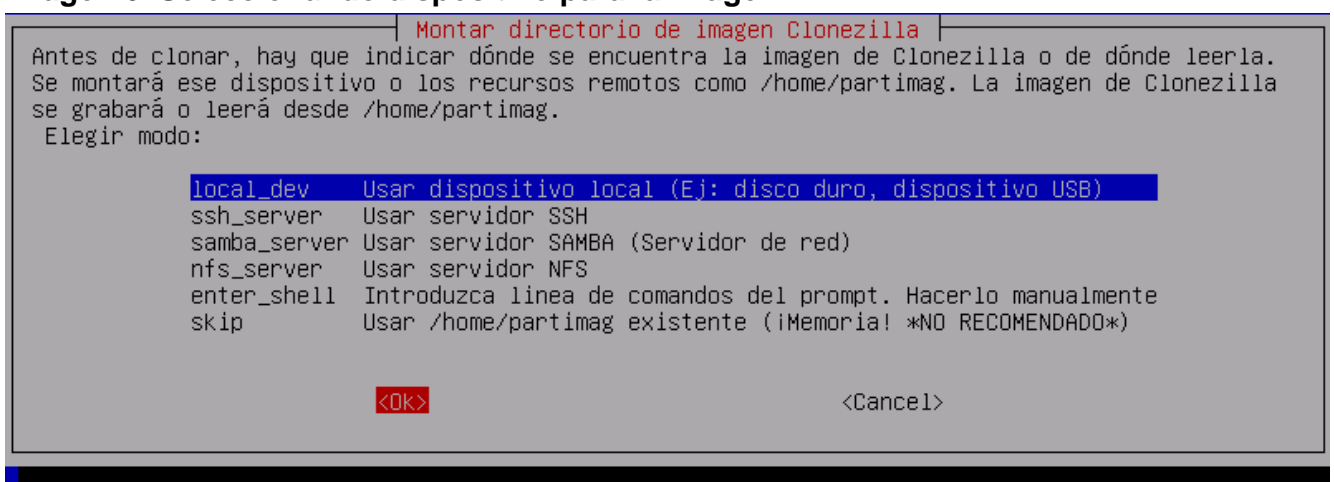 Montar directorio de imagen Clonezilla
Antes de clonar, hay que indicar dónde se encuentra la imagen de Clonezilla o de dónde leerla.
Se montará ese dispositivo o los recursos remotos como /home/partimag. La imagen de Clonezilla
se grabará o leerá desde /home/partimag.
Elegir modo:
local_dev Usar dispositivo local (Ej: disco duro, dispositivo USB)
ssh_server Usar servidor SSH
samba_server Usar servidor SAMBA (Servidor de red)
nfs_server Usar servidor NFS
enter_shell Introduzca linea de comandos del prompt. Hacerlo manualmente
skip Usar /home/partimag existente (¡Memoria! *NO RECOMENDADO*)
<Ok> <Cancel>